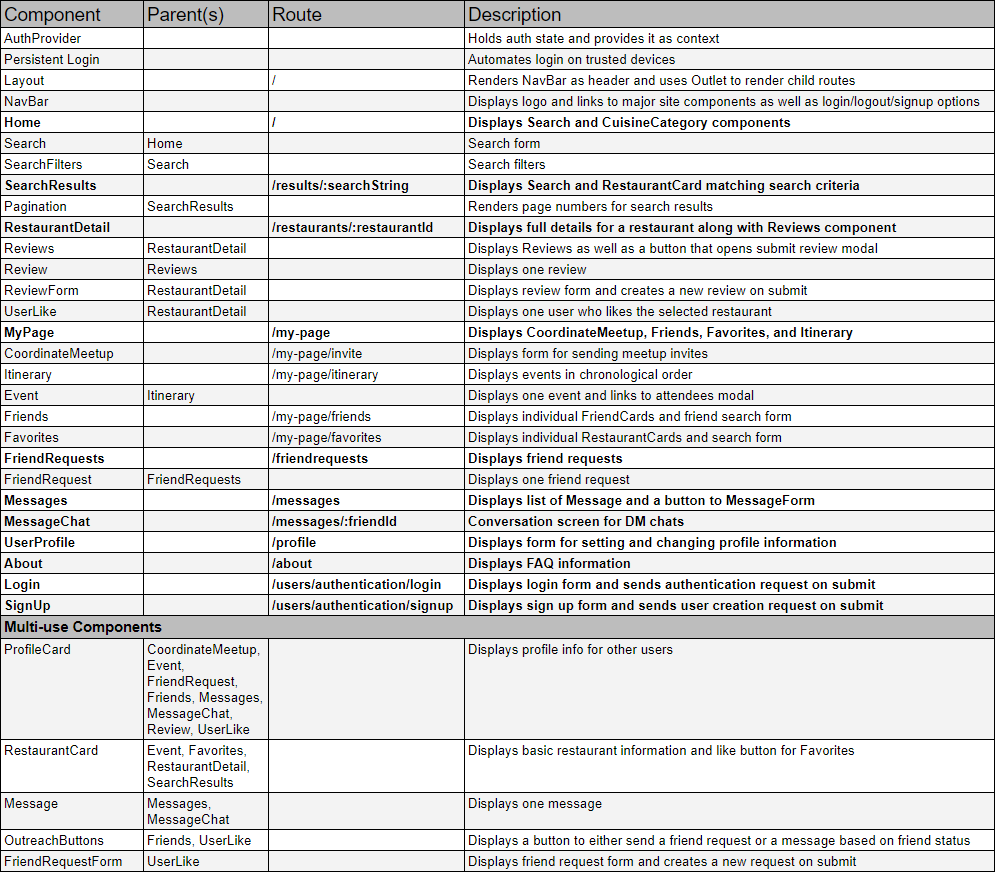 Component Parent(s) Route Description
AuthProvider Holds auth state and provides it as context
Persistent Login Automates login on trusted devices
Layout / Renders NavBar as header and uses Outlet to render child routes
NavBar Displays logo and links to major site components as well as login/logout/signup options
Home / Displays Search and CuisineCategory components
Search Home Search form
SearchFilters Search Search filters
SearchResults /results/:searchString Displays Search and RestaurantCard matching search criteria
Pagination SearchResults Renders page numbers for search results
RestaurantDetail /restaurants/:restaurantId Displays full details for a restaurant along with Reviews component
Reviews RestaurantDetail Displays Reviews as well as a button that opens submit review modal
Review Reviews Displays one review
ReviewForm RestaurantDetail Displays review form and creates a new review on submit
UserLike RestaurantDetail Displays one user who likes the selected restaurant
MyPage /my-page Displays CoordinateMeetup, Friends, Favorites, and Itinerary
CoordinateMeetup /my-page/invite Displays form for sending meetup invites
Itinerary /my-page/itinerary Displays events in chronological order
Event Itinerary Displays one event and links to attendees modal
Friends /my-page/friends Displays individual FriendCards and friend search form
Favorites /my-page/favorites Displays individual RestaurantCards and search form
FriendRequests /friendrequests Displays friend requests
FriendRequest FriendRequests Displays one friend request
Messages /messages Displays list of Message and a button to MessageForm
MessageChat /messages/:friendId Conversation screen for DM chats
UserProfile /profile Displays form for setting and changing profile information
About /about Displays FAQ information
Login /users/authentication/login Displays login form and sends authentication request on submit
SignUp /users/authentication/signup Displays sign up form and sends user creation request on submit
Multi-use Components
ProfileCard CoordinateMeetup, Displays profile info for other users
Event,
FriendRequest,
Friends, Messages,
MessageChat,
Review, UserLike
RestaurantCard Event, Favorites, Displays basic restaurant information and like button for Favorites
RestaurantDetail,
SearchResults
Message Messages, Displays one message
MessageChat
OutreachButtons Friends, UserLike Displays a button to either send a friend request or a message based on friend status
FriendRequestForm UserLike Displays friend request form and creates a new request on submit